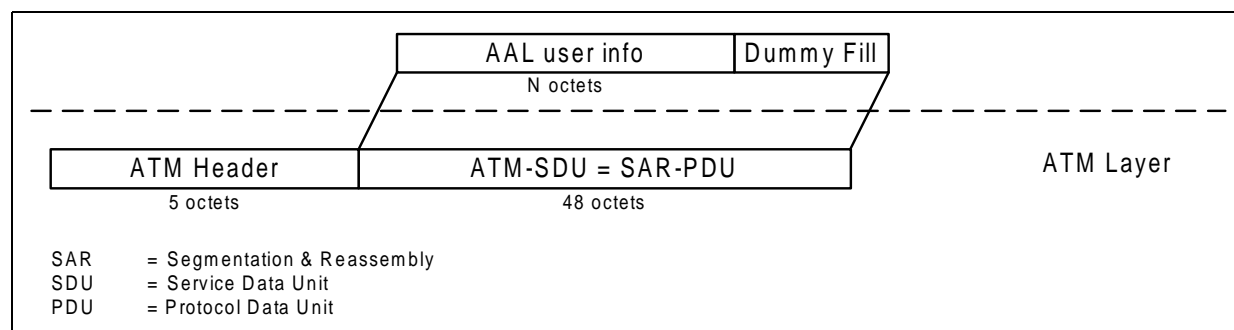 AAL user info Dummy Fill
N octets
ATM Header ATM-SDU = SAR-PDU ATM Layer
5 octets 48 octets
SAR = Segmentation & Reassembly
SDU = Service Data Unit
PDU = Protocol Data Unit